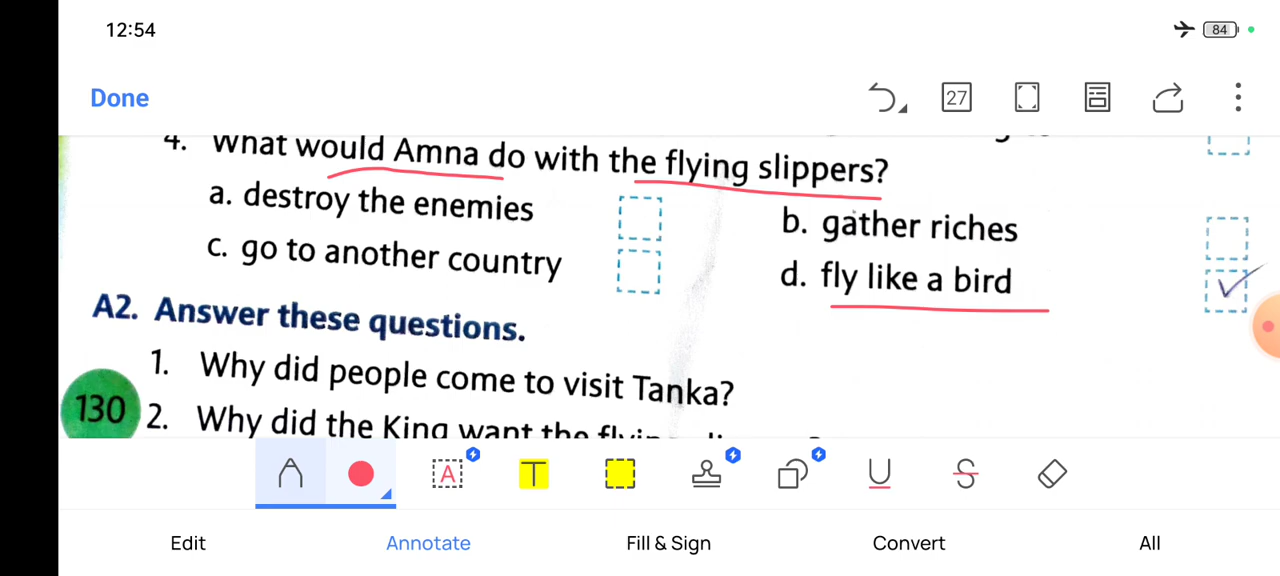 12:54
84
Done
27
4. What would Amna do with the flying slippers?
a. destroy the enemies
b. gather riches
c. go to another country
d. fly like a bird
A2. Answer these questions.
1. Why did people come to visit Tanka?
130
2. Why did the King want the
A
T
U
S
Edit
Annotate
Fill & Sign
Convert
All